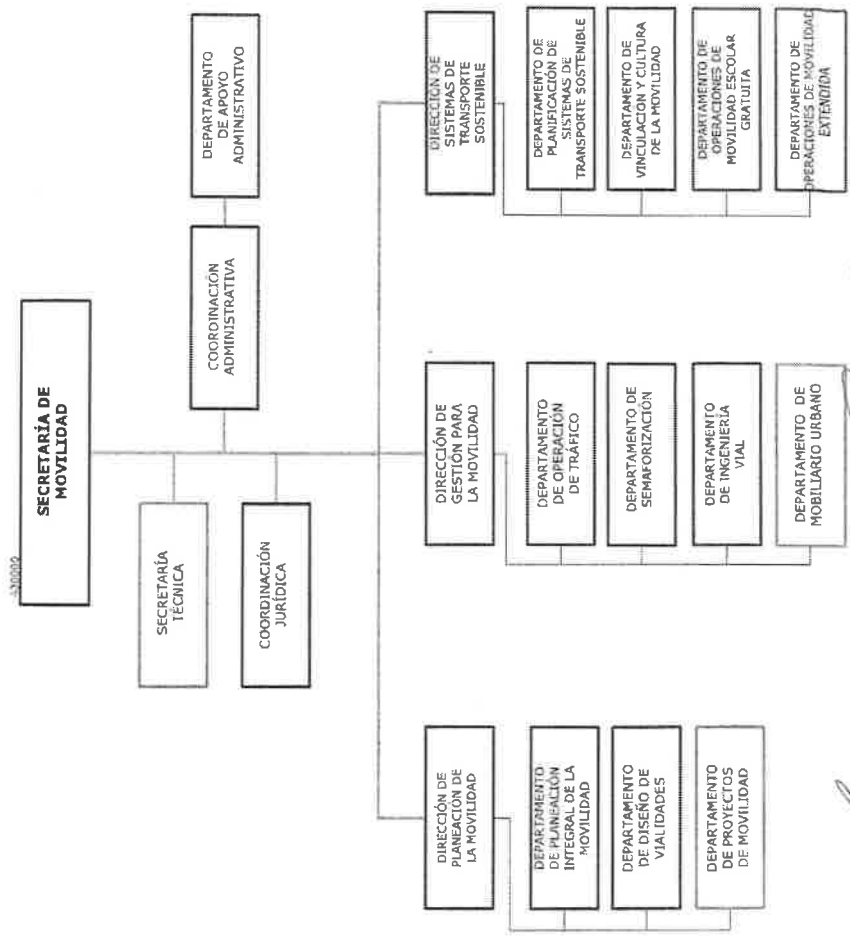 SECRETARÍA DE
MOVILIDAD
SECRETARÍA
TÉCNICA
COORDINACIÓN
JURÍDICA
COORDINACIÓN
ADMINISTRATIVA
DEPARTAMENTO
DE APOYO
ADMINISTRATIVO
DIRECCIÓN DE
PLANEACIÓN DE
LA MOVILIDAD
DEPARTAMENTO
DE PLANEACIÓN
INTEGRAL DE LA
MOVILIDAD
DEPARTAMENTO
DE DISEÑO DE
VIALIDADES
DEPARTAMENTO
DE PROYECTOS
DE MOVILIDAD
DIRECCIÓN DE
GESTIÓN PARA
LA MOVILIDAD
DEPARTAMENTO
DE OPERACIÓN
DE TRÁFICO
DEPARTAMENTO DE
SEMAFORIZACIÓN
DEPARTAMENTO
DE INGENIERÍA
VIAL
DEPARTAMENTO DE
MOBILIARIO URBANO
DIRECCIÓN DE
SISTEMAS DE
TRANSPORTE
SOSTENIBLE
DEPARTAMENTO DE
PLANIFICACIÓN DE
SISTEMAS DE
TRANSPORTE SOSTENIBLE
DEPARTAMENTO DE
VINCULACION Y CULTURA
DE LA MOVILIDAD
DEPARTAMENTO DE
OPERACIONES DE
MOVILIDAD ESCOLAR
GRATUITA
DEPARTAMENTO DE
OPERACIONES DE MOVILIDAD
EXTENDIDA